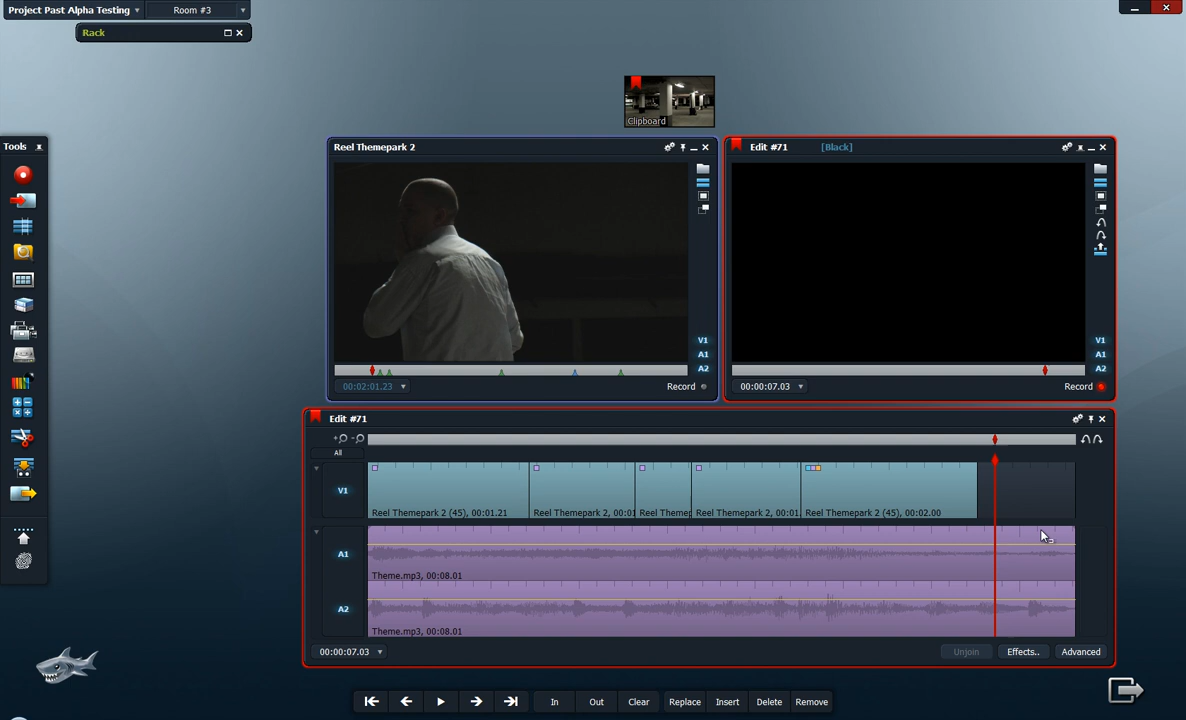 Project Past Alpha Testing
Room #3
Rack
Clipboard
Tools
Reel Themepark 2
Edit #71
[Black]
V1
A1
A2
V1
A1
A2
00:02:01.23
Record
00:00:07.03
Record
Edit #71
All
V1
Reel Themepark 2 (45), 00:01.21
Reel Themepark 2, 00:01
Reel Themep
Reel Themepark 2, 00:01.
Reel Themepark 2 (45), 00:02.00
A1
Theme.mp3, 00:08.01
A2
Theme.mp3, 00:08.01
00:00:07.03
Unjoin
Effects..
Advanced
In
Out
Clear
Replace
Insert
Delete
Remove